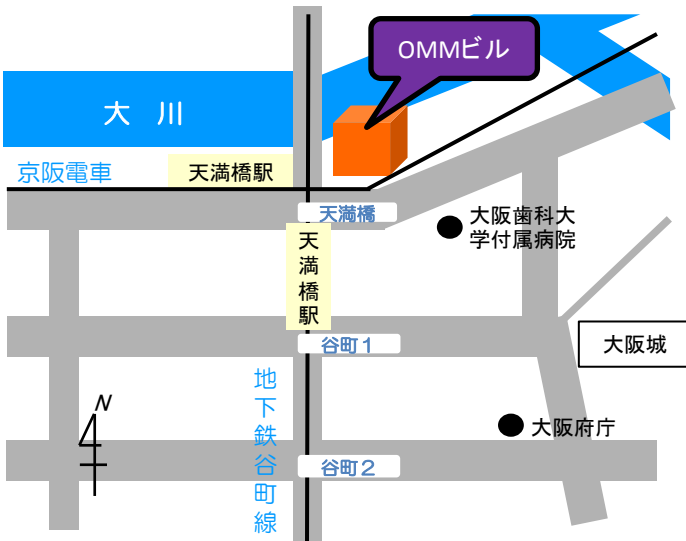 OMMビル
大 川
京阪電車
天満橋駅
天満橋
大阪歯科大
学付属病院
天満橋駅
谷町1
大阪城
地下鉄谷町線
N
大阪府庁
谷町2